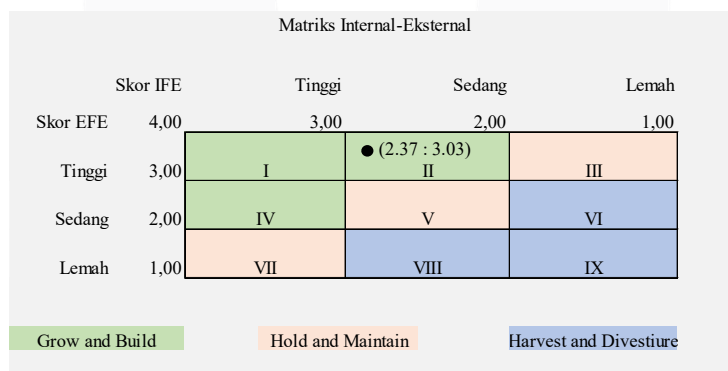 Matriks Internal-Eksternal
Skor IFE Tinggi Sedang Lemah
Skor EFE 4,00 3,00 2,00 1,00
(2.37 : 3.03)
Tinggi 3,00 I II III
Sedang 2,00 IV V VI
Lemah 1,00 VII VIII IX
Grow and Build Hold and Maintain Harvest and Divestiure